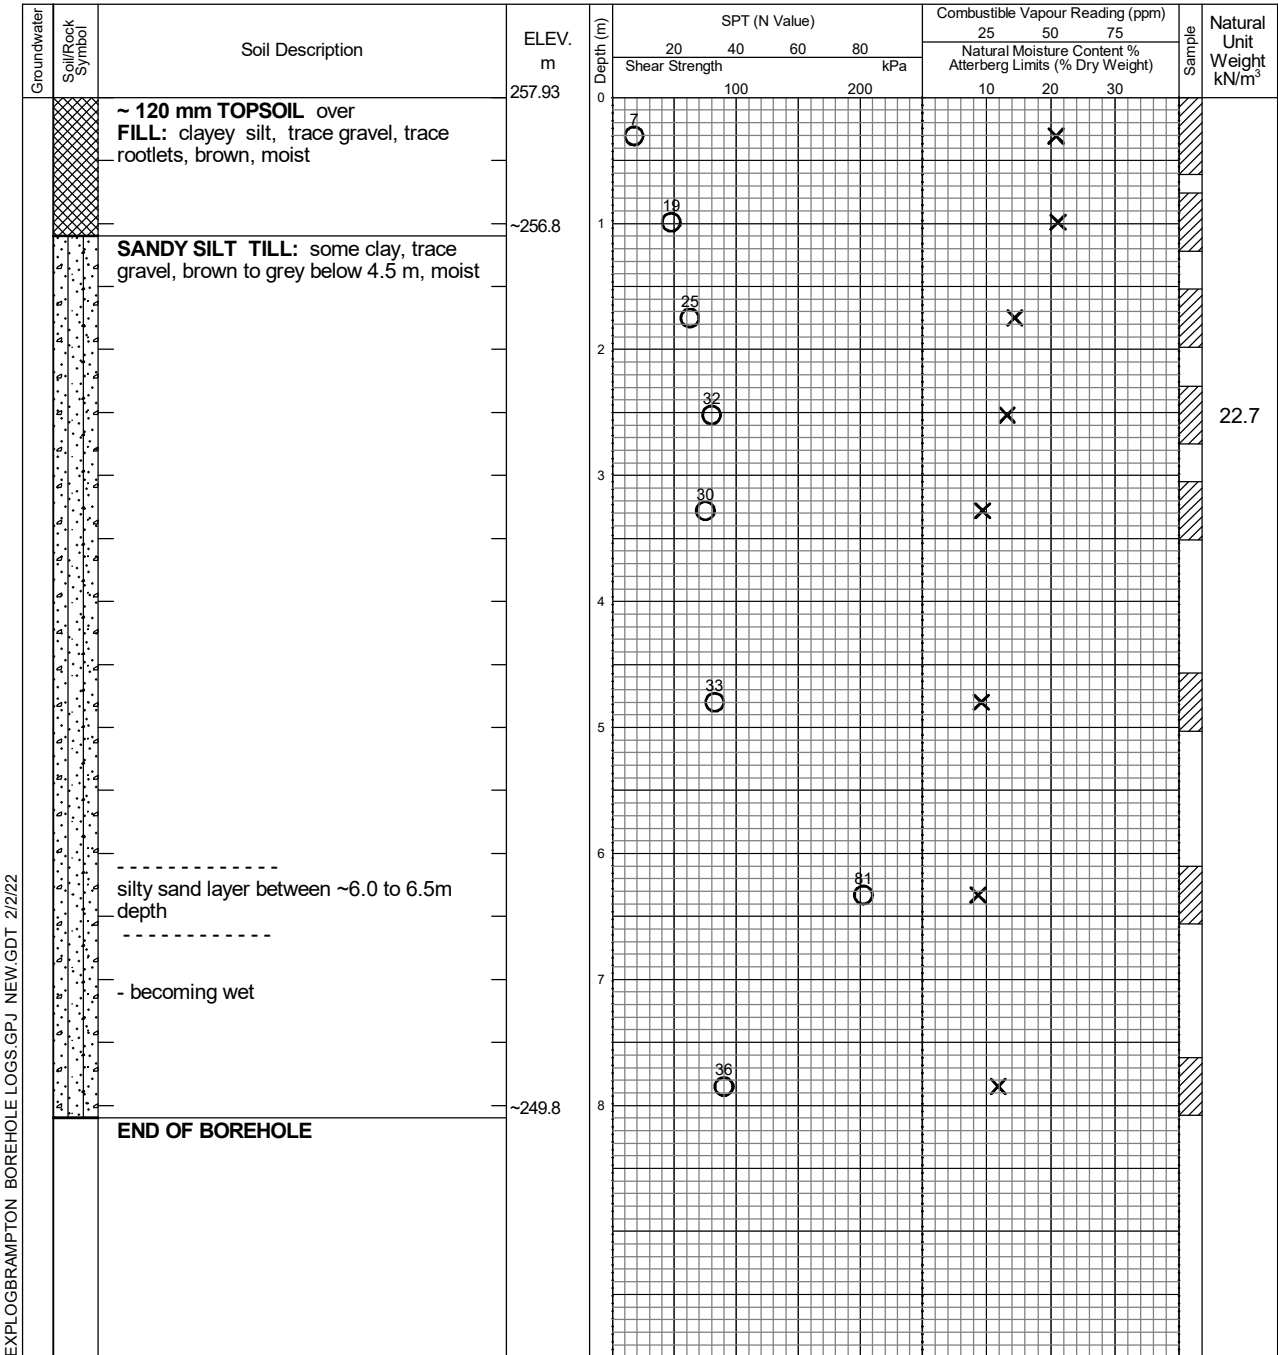 Groundwater
Soil/Rock
Symbol
Soil Description
ELEV.
m
257.93
Depth (m)
0
SPT (N Value)
20 40 60 80
Shear Strength kPa
100 200
Combustible Vapour Reading (ppm)
25 50 75
Natural Moisture Content %
Atterberg Limits (% Dry Weight)
10 20 30
Sample
Natural
Unit
Weight
kN/m³
~ 120 mm TOPSOIL over
FILL: clayey silt, trace gravel, trace
rootlets, brown, moist
7
19
~256.8
1
SANDY SILT TILL: some clay, trace
gravel, brown to grey below 4.5 m, moist
25
2
32
22.7
3
30
4
33
5
6
silty sand layer between ~6.0 to 6.5m
depth
81
7
- becoming wet
36
~249.8
8
END OF BOREHOLE
EXPLOGBRAMPTON BOREHOLE LOGS.GPJ NEW.GDT 2/2/22